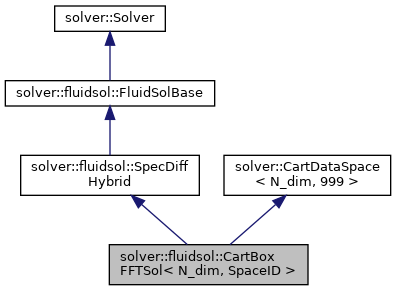 solver::Solver
solver::fluidsol::FluidSolBase
solver::fluidsol::SpecDiff
Hybrid
solver::CartDataSpace
< N_dim, 999 >
solver::fluidsol::CartBox
FFTSol< N_dim, SpaceID >